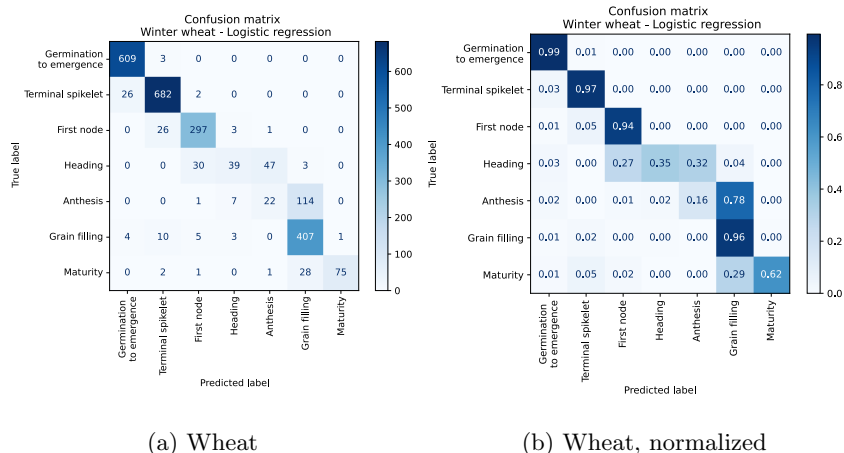 Confusion matrix
Winter wheat - Logistic regression
Germination
to emergence
609 3 0 0 0 0 0
Terminal spikelet
26 682 2 0 0 0 0
First node
0 26 297 3 1 0 0
Heading
0 0 30 39 47 3 0
Anthesis
0 0 1 7 22 114 0
Grain filling
4 10 5 3 0 407 1
Maturity
0 2 1 0 1 28 75
True label
Germination
to emergence
Terminal spikelet
First node
Heading
Anthesis
Grain filling
Maturity
Predicted label
600
500
400
300
200
100
0
(a) Wheat
Confusion matrix
Winter wheat - Logistic regression
Germination
to emergence
0.99 0.01 0.00 0.00 0.00 0.00 0.00
Terminal spikelet
0.03 0.97 0.00 0.00 0.00 0.00 0.00
First node
0.01 0.05 0.94 0.00 0.00 0.00 0.00
Heading
0.03 0.00 0.27 0.35 0.32 0.04 0.00
Anthesis
0.02 0.00 0.01 0.02 0.16 0.78 0.00
Grain filling
0.01 0.02 0.00 0.00 0.00 0.96 0.00
Maturity
0.01 0.05 0.02 0.00 0.00 0.29 0.62
True label
Germination
to emergence
Terminal spikelet
First node
Heading
Anthesis
Grain filling
Maturity
Predicted label
0.8
0.6
0.4
0.2
0.0
(b) Wheat, normalized